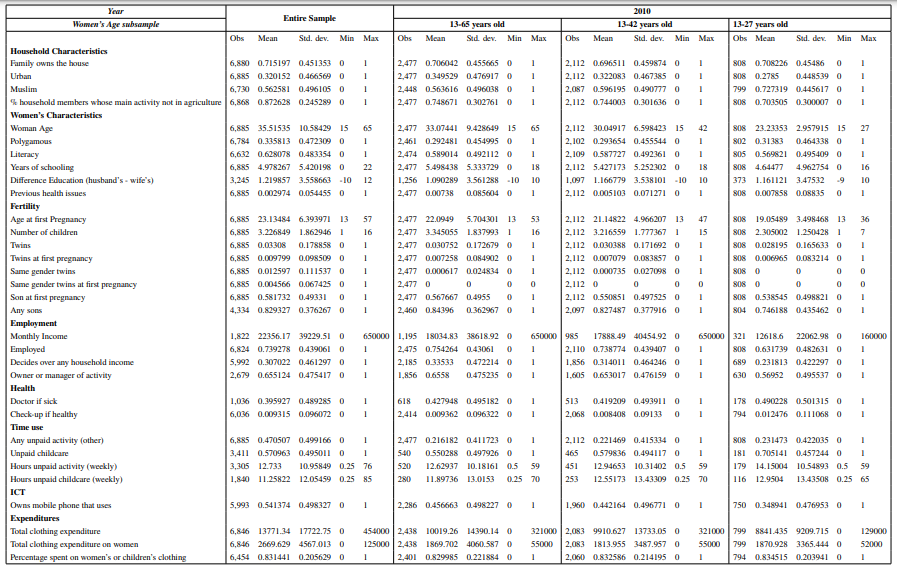 Year 2010
Women's Age subsample Entire Sample 13-65 years old 13-42 years old 13-27 years old
Obs Mean Std. dev. Min Max Obs Mean Std. dev. Min Max Obs Mean Std. dev. Min Max Obs Mean Std. dev. Min Max
Household Characteristics
Family owns the house 6,880 0.715197 0.451353 0 1 2,477 0.706042 0.455665 0 1 2,112 0.696511 0.459874 0 1 808 0.708226 0.45486 0 1
Urban 6,885 0.320152 0.466569 0 1 2,477 0.349529 0.476917 0 1 2,112 0.322083 0.467385 0 1 808 0.2785 0.448539 0 1
Muslim 6,730 0.562581 0.496105 0 1 2,448 0.563616 0.496038 0 1 2,087 0.596195 0.490777 0 1 799 0.727319 0.445617 0 1
% household members whose main activity not in agriculture 6,868 0.872628 0.245289 0 1 2,477 0.748671 0.302761 0 1 2,112 0.744003 0.301636 0 1 808 0.703505 0.300007 0 1
Women's Characteristics
Woman Age 6,885 35.51535 10.58429 15 65 2,477 33.07441 9.428649 15 65 2,112 30.04917 6.598423 15 42 808 23.23353 2.957915 15 27
Polygamous 6,784 0.335813 0.472309 0 1 2,461 0.292481 0.454995 0 1 2,102 0.293654 0.455544 0 1 802 0.31383 0.464338 0 1
Literacy 6,632 0.628078 0.483354 0 1 2,474 0.589014 0.492112 0 1 2,109 0.587727 0.492361 0 1 805 0.569821 0.495409 0 1
Years of schooling 6,885 4.978267 5.420198 0 22 2,477 5.498438 5.333729 0 18 2,112 5.427173 5.252302 0 18 808 4.64477 4.962754 0 16
Difference Education (husband's - wife's) 3,245 1.219857 3.558663 -10 12 1,256 1.090289 3.561288 -10 10 1,097 1.166779 3.538101 -10 10 373 1.161121 3.47532 -9 10
Previous health issues 6,885 0.002974 0.054455 0 1 2,477 0.00738 0.085604 0 1 2,112 0.005103 0.071271 0 1 808 0.007858 0.08835 0 1
Fertility
Age at first Pregnancy 6,885 23.13484 6.393971 13 57 2,477 22.0949 5.704301 13 53 2,112 21.14822 4.966207 13 47 808 19.05489 3.498468 13 36
Number of children 6,885 3.226849 1.862946 1 16 2,477 3.345055 1.837993 1 16 2,112 3.216559 1.777367 1 15 808 2.305002 1.250428 1 7
Twins 6,885 0.03308 0.178858 0 1 2,477 0.030752 0.172679 0 1 2,112 0.030388 0.171692 0 1 808 0.028195 0.165633 0 1
Twins at first pregnancy 6,885 0.009799 0.098509 0 1 2,477 0.007258 0.084902 0 1 2,112 0.007079 0.083857 0 1 808 0.006965 0.083214 0 1
Same gender twins 6,885 0.012597 0.111537 0 1 2,477 0.000617 0.024834 0 1 2,112 0.000735 0.027098 0 1 808 0 0 0 0
Same gender twins at first pregnancy 6,885 0.004566 0.067425 0 1 2,477 0 0 0 0 2,112 0 0 0 0 808 0 0 0 0
Son at first pregnancy 6,885 0.581732 0.49331 0 1 2,477 0.567667 0.4955 0 1 2,112 0.550851 0.497525 0 1 808 0.538545 0.498821 0 1
Any sons 4,334 0.829327 0.376267 0 1 2,460 0.84396 0.362967 0 1 2,097 0.827487 0.377916 0 1 804 0.746188 0.435462 0 1
Employment
Monthly Income 1,822 22356.17 39229.51 0 650000 1,195 18034.83 38618.92 0 650000 985 17888.49 40454.92 0 650000 321 12618.6 22062.98 0 160000
Employed 6,824 0.739278 0.439061 0 1 2,475 0.754264 0.43061 0 1 2,110 0.738774 0.439407 0 1 808 0.631739 0.482631 0 1
Decides over any household income 5,992 0.307022 0.461297 0 1 2,185 0.33533 0.472214 0 1 1,856 0.314011 0.464246 0 1 689 0.231813 0.422297 0 1
Owner or manager of activity 2,679 0.655124 0.475417 0 1 1,856 0.6558 0.475235 0 1 1,605 0.653017 0.476159 0 1 630 0.56952 0.495537 0 1
Health
Doctor if sick 1,036 0.395927 0.489285 0 1 618 0.427948 0.495182 0 1 513 0.419209 0.493911 0 1 178 0.490228 0.501315 0 1
Check-up if healthy 6,036 0.009315 0.096072 0 1 2,414 0.009362 0.096322 0 1 2,068 0.008408 0.09133 0 1 794 0.012476 0.111068 0 1
Time use
Any unpaid activity (other) 6,885 0.470507 0.499166 0 1 2,477 0.216182 0.411723 0 1 2,112 0.221469 0.415334 0 1 808 0.231473 0.422035 0 1
Unpaid childcare 3,411 0.570963 0.495011 0 1 540 0.550288 0.497926 0 1 465 0.579836 0.494117 0 1 181 0.705141 0.457244 0 1
Hours unpaid activity (weekly) 3,305 12.733 10.95849 0.25 76 520 12.62937 10.18161 0.5 59 451 12.94653 10.31402 0.5 59 179 14.15004 10.54893 0.5 59
Hours unpaid childcare (weekly) 1,840 11.25822 12.05459 0.25 85 280 11.89736 13.0153 0.25 70 253 12.55173 13.43309 0.25 70 116 12.9504 13.43508 0.25 65
ICT
Owns mobile phone that uses 5,993 0.541374 0.498327 0 1 2,286 0.456663 0.498227 0 1 1,960 0.442164 0.496771 0 1 750 0.348941 0.476953 0 1
Expenditures
Total clothing expenditure 6,846 13771.34 17722.75 0 454000 2,438 10019.26 14390.14 0 321000 2,083 9910.627 13733.05 0 321000 799 8841.435 9209.715 0 129000
Total clothing expenditure on women 6,846 2669.629 4567.013 0 125000 2,438 1869.702 4060.587 0 55000 2,083 1813.955 3487.957 0 55000 799 1870.928 3365.444 0 52000
Percentage spent on women's or children's clothing 6,454 0.831441 0.205629 0 1 2,401 0.829985 0.221884 0 1 2,060 0.832586 0.214195 0 1 794 0.834515 0.203941 0 1